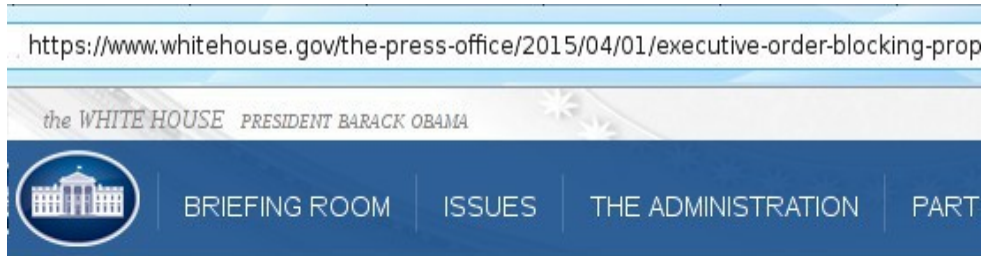 https://www.whitehouse.gov/the-press-office/2015/04/01/executive-order-blocking-prop
the WHITE HOUSE PRESIDENT BARACK OBAMA
BRIEFING ROOM ISSUES THE ADMINISTRATION PART